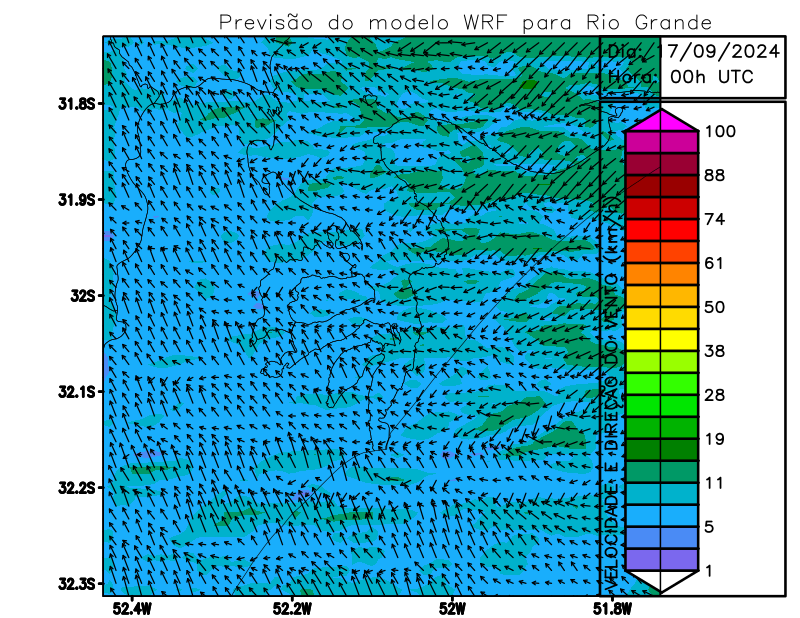 Previsão do modelo WRF para Rio Grande
Dia: 17/09/2024
Hora: 00h UTC
31.8S
31.9S
32S
32.1S
32.2S
32.3S
52.4W
52.2W
52W
51.8W
VELOCIDADE E DIREÇÃO DO VENTO (km/h)
100
88
74
61
50
38
28
19
11
5
1